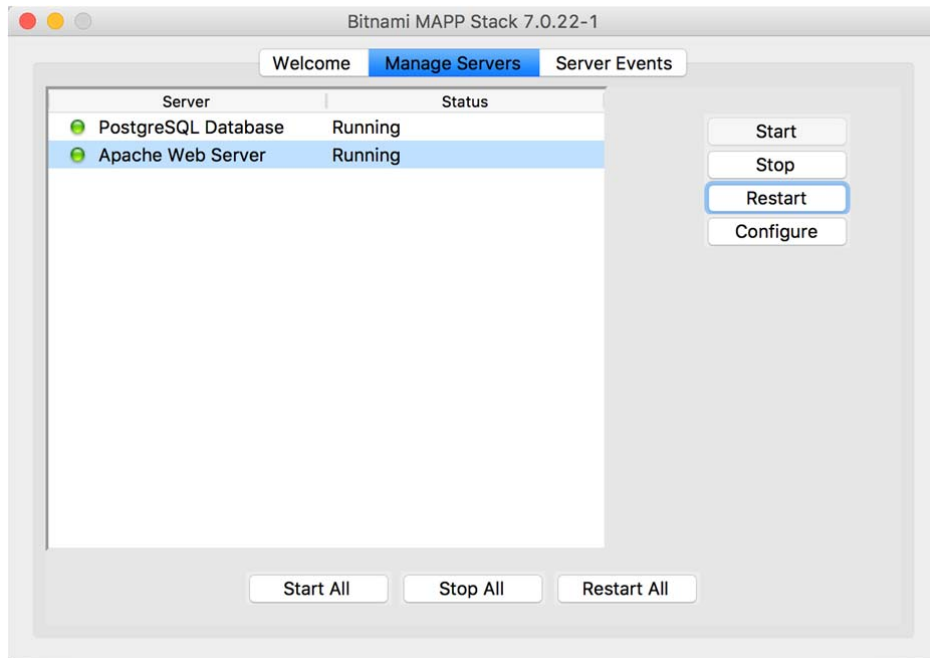 Bitnami MAPP Stack 7.0.22-1
Welcome Manage Servers Server Events
Server Status
PostgreSQL Database Running
Apache Web Server Running
Start
Stop
Restart
Configure
Start All Stop All Restart All